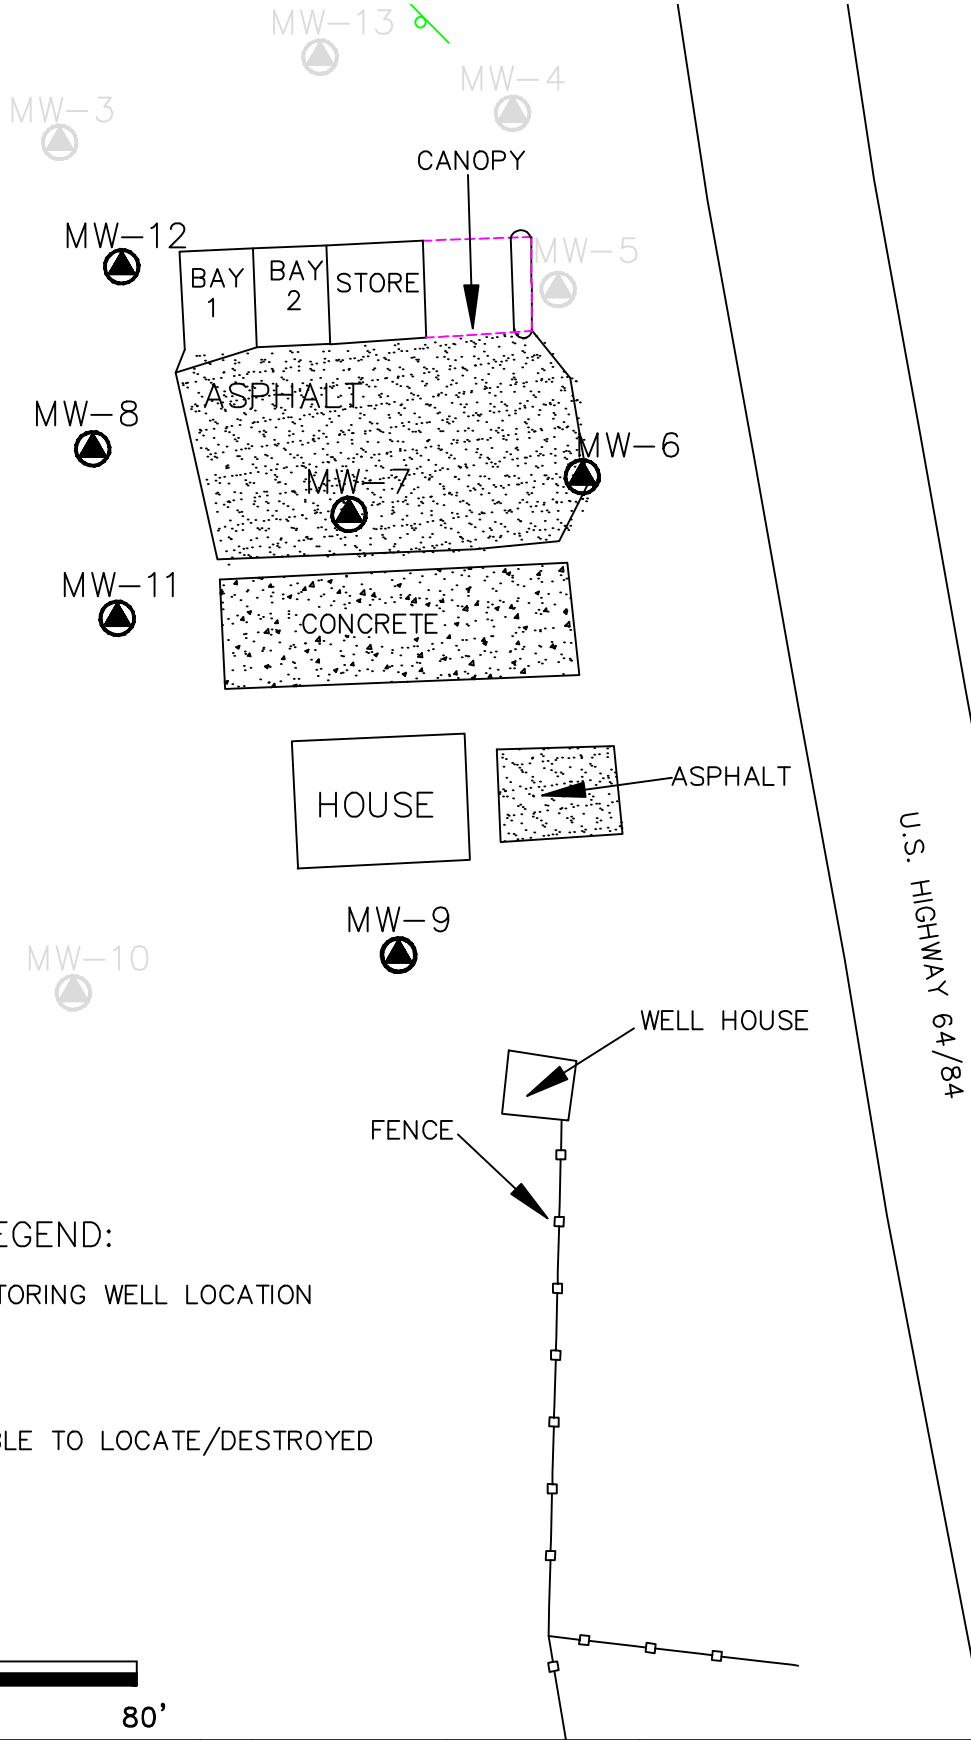 MW-13
MW-4
MW-3
CANOPY
MW-12
MW-5
BAY
1
BAY
2
STORE
ASPHALT
MW-8
MW-6
MW-7
MW-11
CONCRETE
HOUSE
ASPHALT
U.S. HIGHWAY 64/84
MW-9
MW-10
WELL HOUSE
FENCE
EGEND:
TORING WELL LOCATION
BLE TO LOCATE/DESTROYED
80'